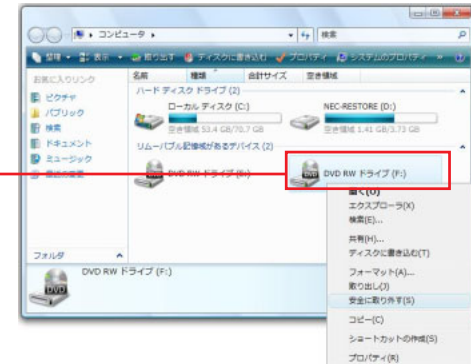 コンピュータ
検索
整理 表示 取り出す ディスクに書き込む プロパティ システムのプロパティ »
お気に入りリンク
名前 種類 合計サイズ 空き領域
ピクチャ
パブリック
検索
ドキュメント
ミュージック
最近の変更
フォルダ
ハード ディスク ドライブ (2)
ローカル ディスク (C:)
空き領域 53.4 GB/70.7 GB
NEC-RESTORE (D:)
空き領域 1.41 GB/3.73 GB
リムーバブル記憶域があるデバイス (2)
DVD RW ドライブ (E:)
DVD RW ドライブ (F:)
開く(O)
エクスプローラ(X)
検索(E)...
共有(H)...
ディスクに書き込む(T)
フォーマット(A)...
取り出し(J)
安全に取り外す(S)
コピー(C)
ショートカットの作成(S)
プロパティ(R)
DVD RW ドライブ (F:)